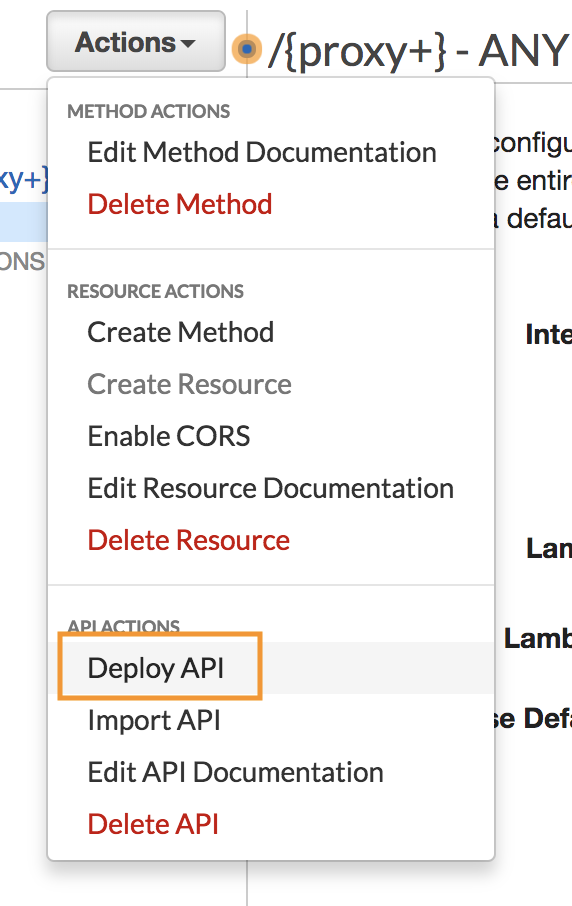 Actions
/{proxy+} - ANY
METHOD ACTIONS
Edit Method Documentation
Delete Method
RESOURCE ACTIONS
Create Method
Create Resource
Enable CORS
Edit Resource Documentation
Delete Resource
API ACTIONS
Deploy API
Import API
Edit API Documentation
Delete API
xy+}
ONS
configu
e entir
a defau
Inte
Lan
Lamb
se Defa